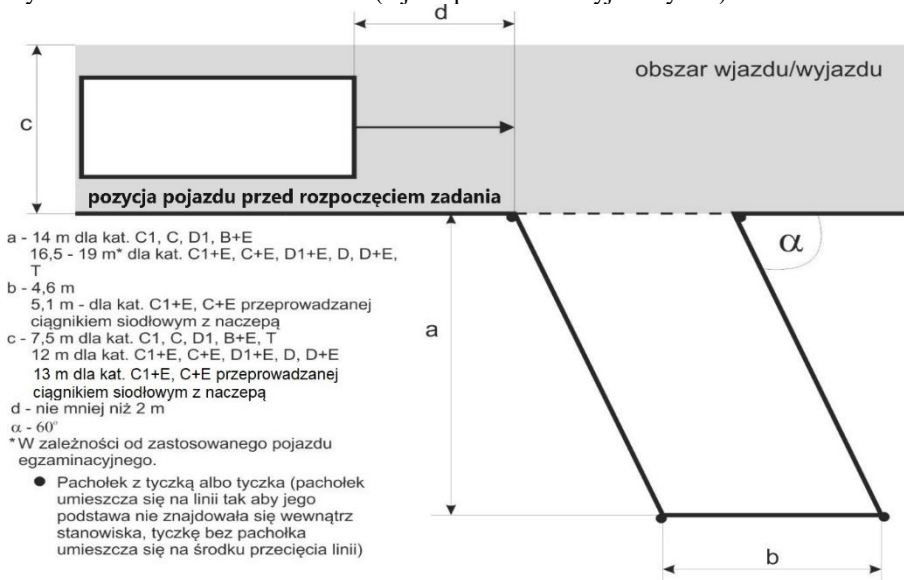 d
obszar wjazdu/wyjazdu
c
pozycja pojazdu przed rozpoczęciem zadania
a - 14 m dla kat. C1, C, D1, B+E
16,5 - 19 m* dla kat. C1+E, C+E, D1+E, D, D+E,
T
b - 4,6 m
5,1 m - dla kat. C1+E, C+E przeprowadzanej
ciągnikiem siodłowym z naczepą
c - 7,5 m dla kat. C1, C, D1, B+E, T
12 m dla kat. C1+E, C+E, D1+E, D, D+E
13 m dla kat. C1+E, C+E przeprowadzanej
ciągnikiem siodłowym z naczepą
d - nie mniej niż 2 m
α - 60°
*W zależności od zastosowanego pojazdu
egzaminacyjnego.
● Pachołek z tyczką albo tyczka (pachołek
umieszcza się na linii tak aby jego
podstawa nie znajdowała się wewnątrz
stanowiska, tyczkę bez pachołka
umieszcza się na środku przecięcia linii)
a
α
b